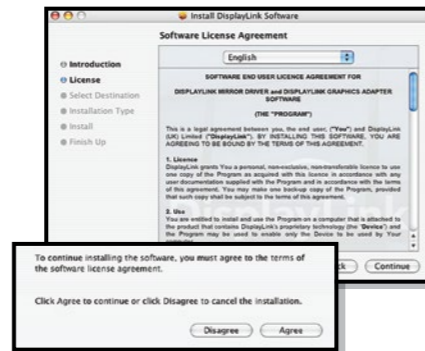 Install DisplayLink Software
Software License Agreement
Introduction
License
Select Destination
Installation Type
Install
Finish Up
English
SOFTWARE END USER LICENCE AGREEMENT FOR
DISPLAYLINK MIRROR DRIVER and DISPLAYLINK GRAPHICS ADAPTER
SOFTWARE
(THE "PROGRAM")
This is a legal agreement between you, the end user, ("You") and DisplayLink
(UK) Limited ("DisplayLink"). BY INSTALLING THIS SOFTWARE, YOU ARE
AGREEING TO BE BOUND BY THE TERMS OF THIS AGREEMENT.
1. Licence
DisplayLink grants You a personal, non-exclusive, non-transferable licence to use
one copy of the Program as acquired with this licence in accordance with any
user documentation supplied with the Program and in accordance with the terms
of this agreement. You may make one back-up copy of the Program, provided
that such copy shall be subject to the terms of this agreement.
2. Use
You are entitled to install and use the Program on a computer that is attached to
the product that contains DisplayLink's proprietary technology (the "Device") and
the Program may be used to enable only the Device to be used by Your
Continue
To continue installing the software, you must agree to the terms of
the software license agreement.
Click Agree to continue or click Disagree to cancel the installation.
Disagree Agree